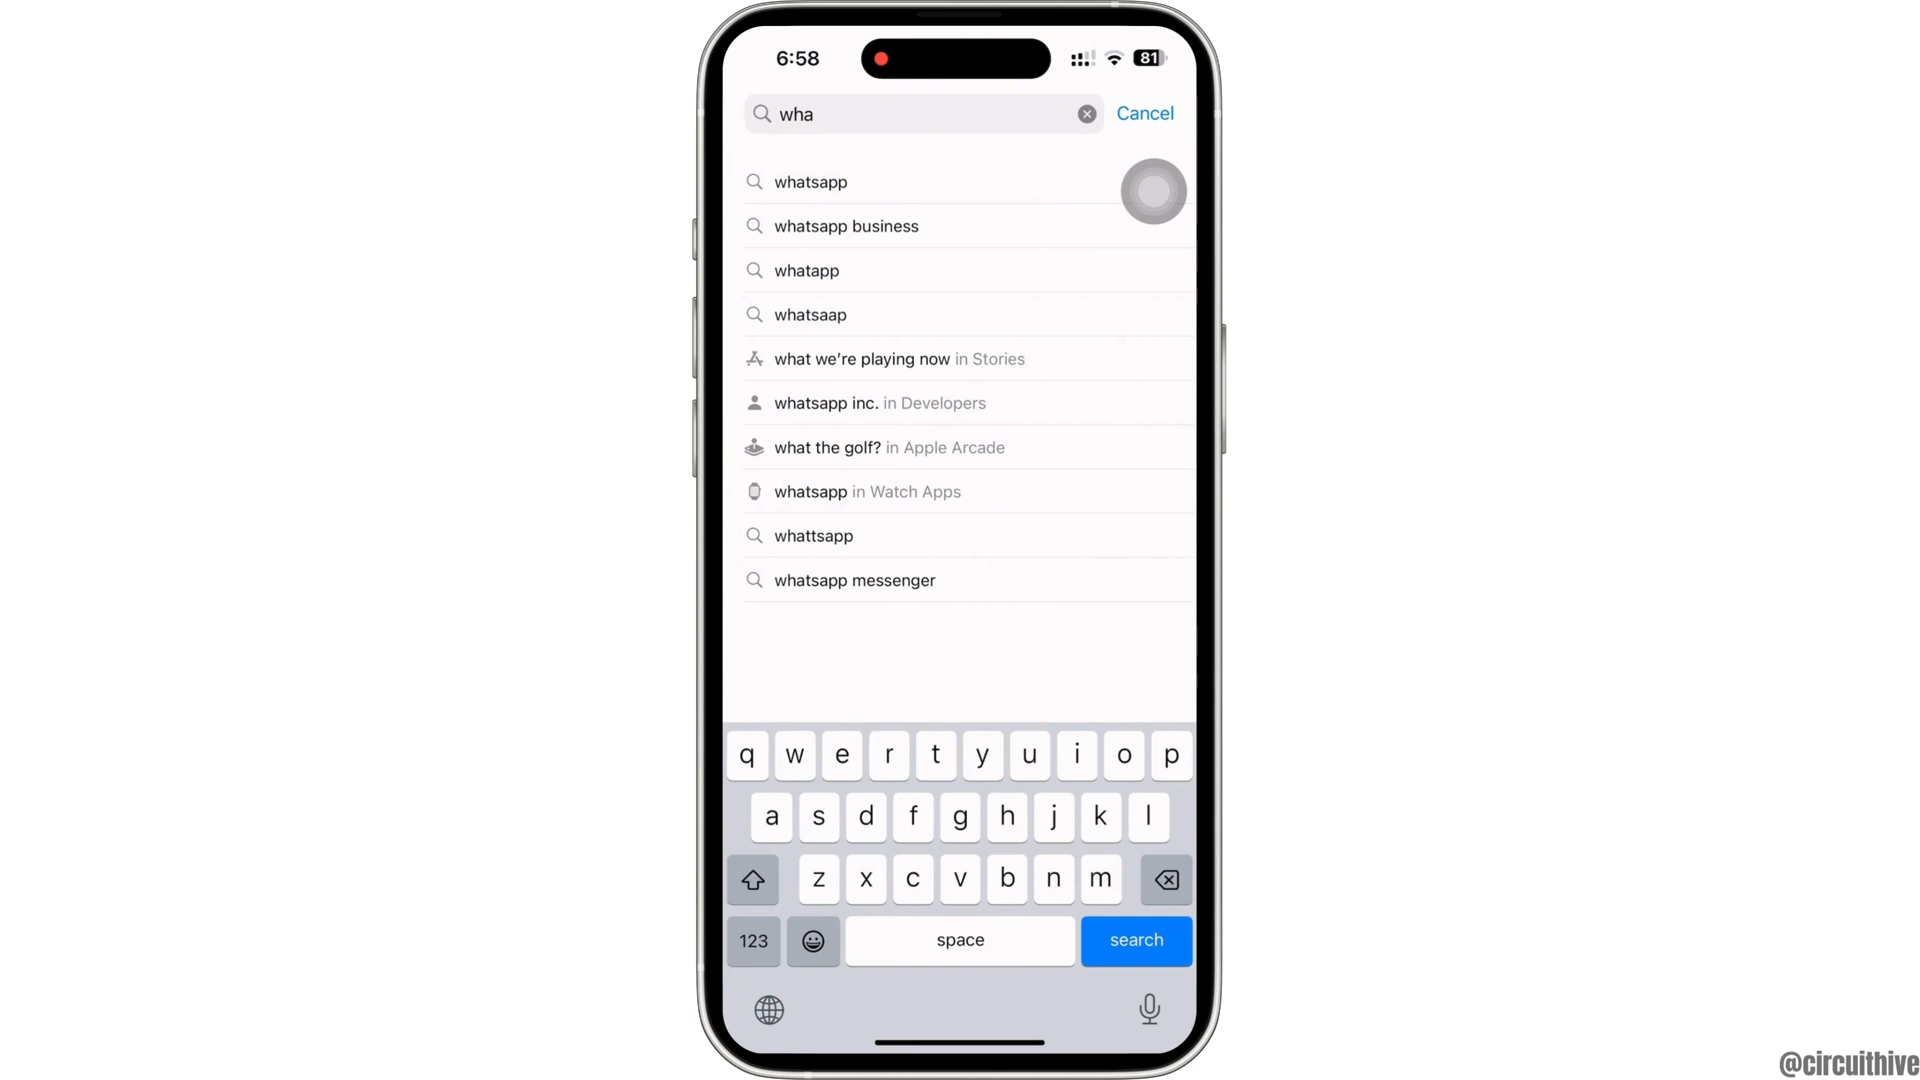 6:58
81
wha
Cancel
whatsapp
whatsapp business
whatapp
whatsaap
what we’re playing now in Stories
whatsapp inc. in Developers
what the golf? in Apple Arcade
whatsapp in Watch Apps
whattsapp
whatsapp messenger
q w e r t y u i o p
a s d f g h j k l
z x c v b n m
123 space search
@circuithive